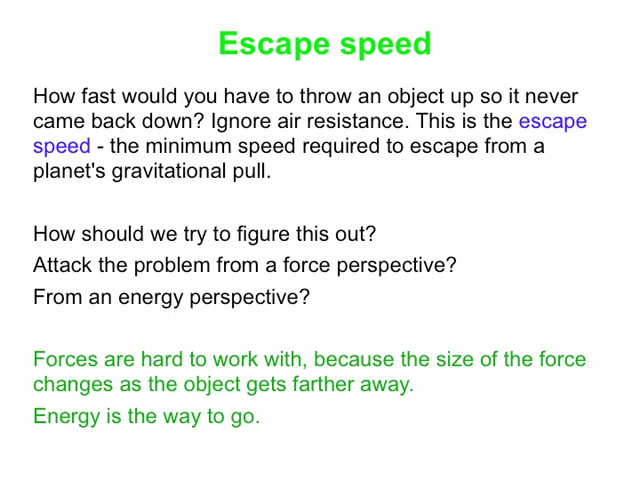 Escape speed
How fast would you have to throw an object up so it never
came back down? Ignore air resistance. This is the escape
speed - the minimum speed required to escape from a
planet's gravitational pull.
How should we try to figure this out?
Attack the problem from a force perspective?
From an energy perspective?
Forces are hard to work with, because the size of the force
changes as the object gets farther away.
Energy is the way to go.